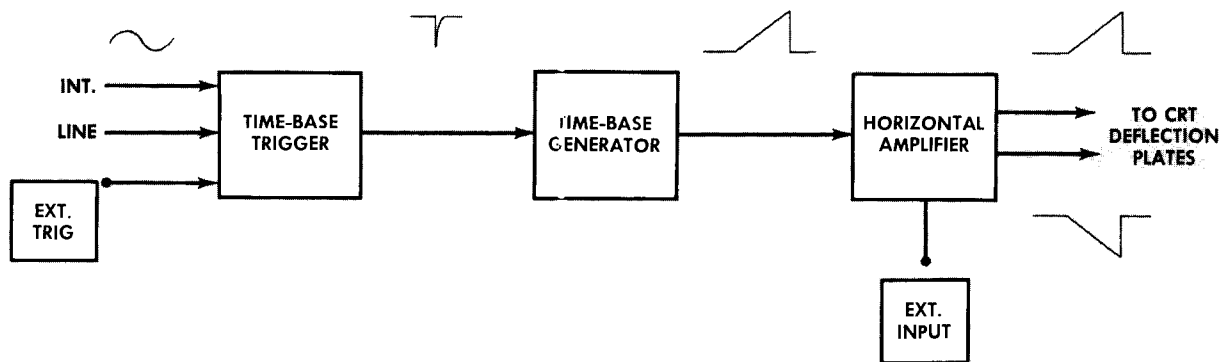 INT.
LINE
EXT.
TRIG
TIME-BASE
TRIGGER
TIME-BASE
GENERATOR
HORIZONTAL
AMPLIFIER
TO CRT
DEFLECTION
PLATES
EXT.
INPUT